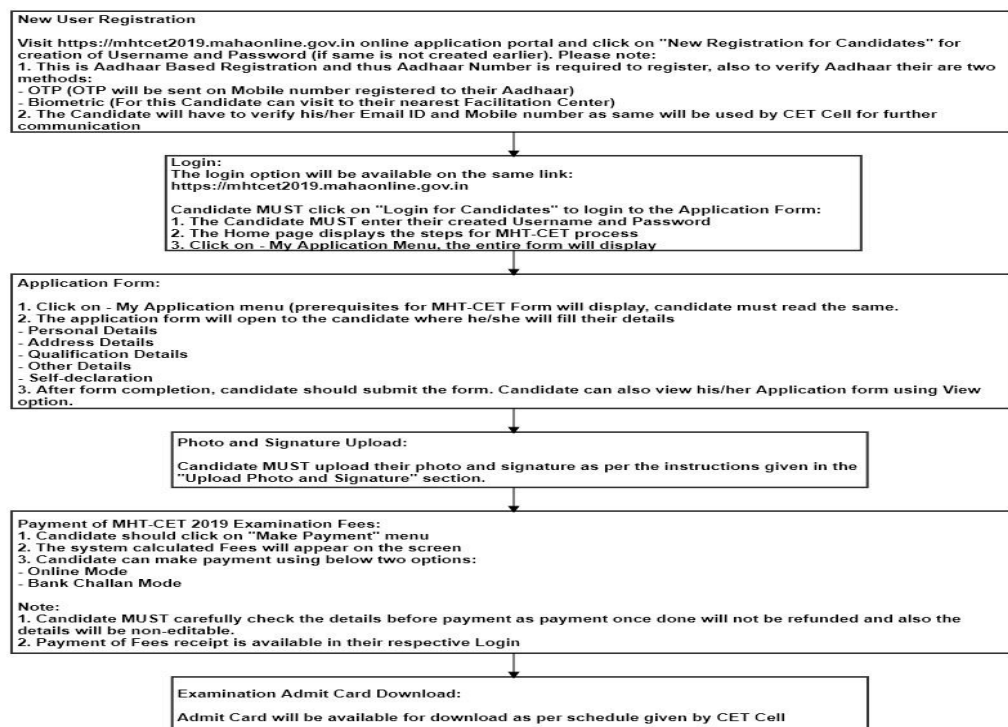 New User Registration
Visit https://mhtcet2019.mahaonline.gov.in online application portal and click on "New Registration for Candidates" for
creation of Username and Password (if same is not created earlier). Please note:
1. This is Aadhaar Based Registration and thus Aadhaar Number is required to register, also to verify Aadhaar their are two
methods:
- OTP (OTP will be sent on Mobile number registered to their Aadhaar)
- Biometric (For this Candidate can visit to their nearest Facilitation Center)
2. The Candidate will have to verify his/her Email ID and Mobile number as same will be used by CET Cell for further
communication
Login:
The login option will be available on the same link:
https://mhtcet2019.mahaonline.gov.in
Candidate MUST click on "Login for Candidates" to login to the Application Form:
1. The Candidate MUST enter their created Username and Password
2. The Home page displays the steps for MHT-CET process
3. Click on - My Application Menu, the entire form will display
Application Form:
1. Click on - My Application menu (prerequisites for MHT-CET Form will display, candidate must read the same.
2. The application form will open to the candidate where he/she will fill their details
- Personal Details
- Address Details
- Qualification Details
- Other Details
- Self-declaration
3. After form completion, candidate should submit the form. Candidate can also view his/her Application form using View
option.
Photo and Signature Upload:
Candidate MUST upload their photo and signature as per the instructions given in the
"Upload Photo and Signature" section.
Payment of MHT-CET 2019 Examination Fees:
1. Candidate should click on "Make Payment" menu
2. The system calculated Fees will appear on the screen
3. Candidate can make payment using below two options:
- Online Mode
- Bank Challan Mode
Note:
1. Candidate MUST carefully check the details before payment as payment once done will not be refunded and also the
details will be non-editable.
2. Payment of Fees receipt is available in their respective Login
Examination Admit Card Download:
Admit Card will be available for download as per schedule given by CET Cell